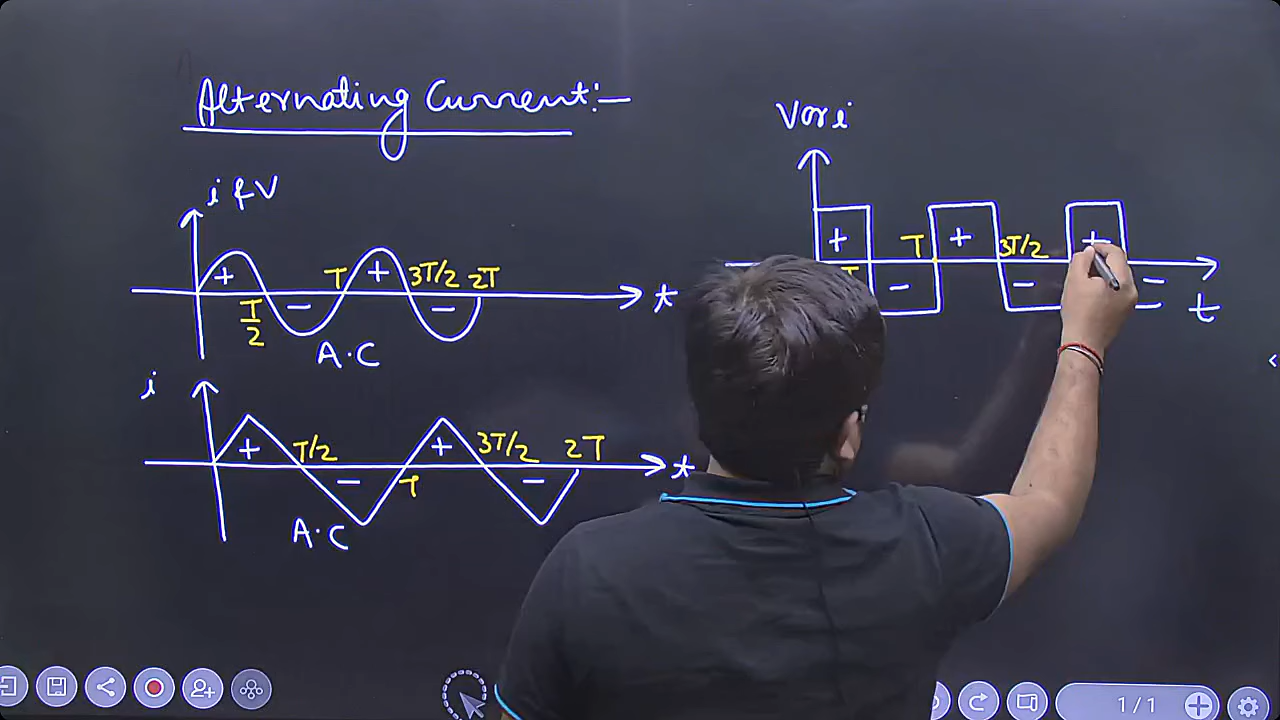 Alternating Current:-
i & V
+ T/2 - T + 3T/2 - 2T t
A.C
i
+ T/2 - T + 3T/2 - 2T t
A.C
V or i
+ - T + 3T/2 - + -
t
1/1